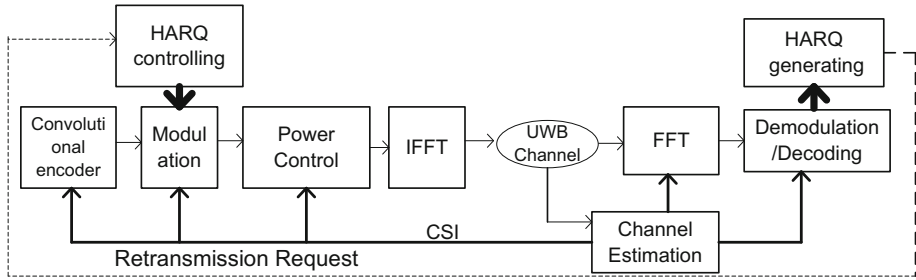 HARQ
controlling
HARQ
generating
Convoluti
onal
encoder
Modul
ation
Power
Control
IFFT
UWB
Channel
FFT
Demodulation
/Decoding
CSI
Channel
Estimation
Retransmission Request